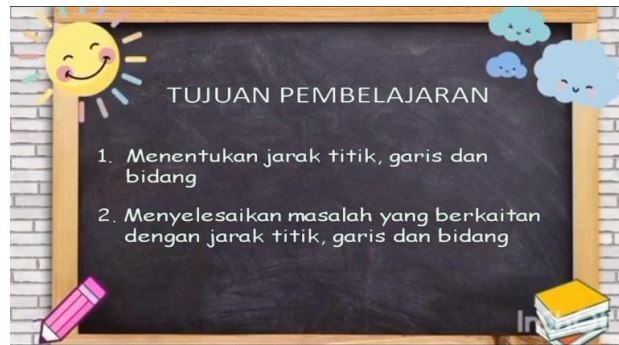 TUJUAN PEMBELAJARAN
1. Menentukan jarak titik, garis dan
bidang
2. Menyelesaikan masalah yang berkaitan
dengan jarak titik, garis dan bidang